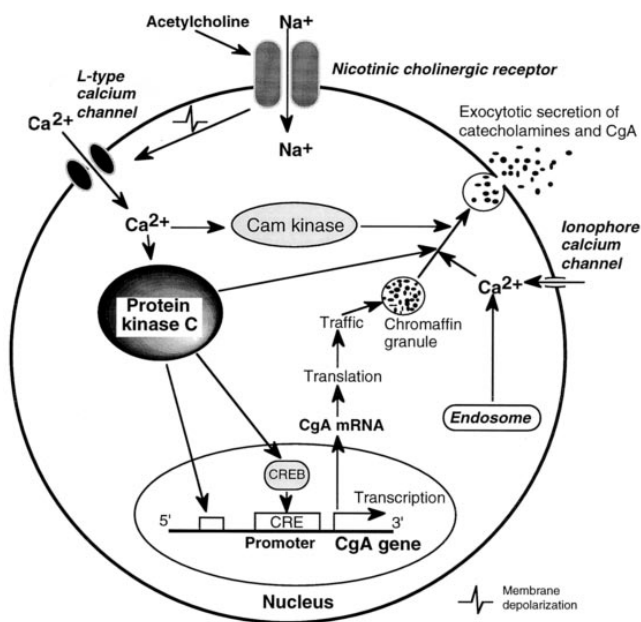 Acetylcholine
Na+
L-type
calcium
channel
Nicotinic cholinergic receptor
Ca2+
Na+
Exocytotic secretion of
catecholamines and CgA
Ca2+
Cam kinase
Ionophore
calcium
channel
Ca2+
Protein
kinase C
Traffic
Chromaffin
granule
Translation
CgA mRNA
Endosome
CREB
Transcription
5'
CRE
3'
Promoter
CgA gene
Nucleus
Membrane
depolarization